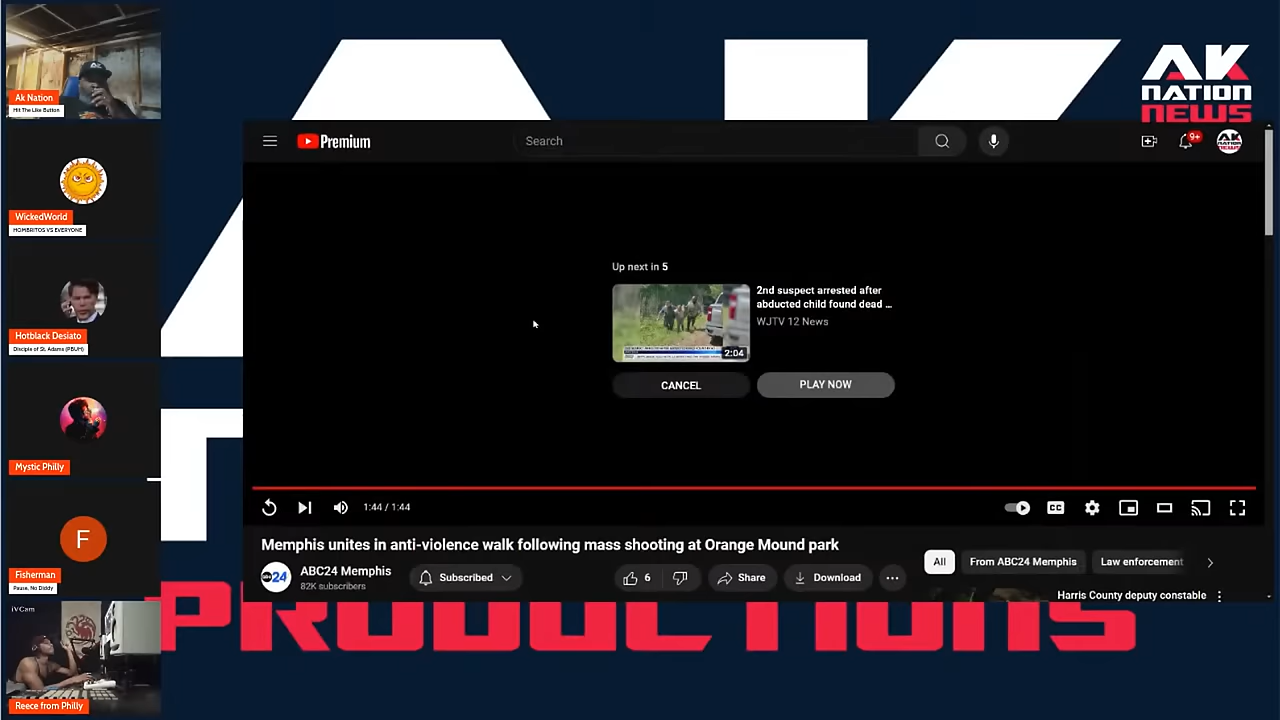 Ak Nation
Hit The Like Button
WickedWorld
HOMBRITOS VS EVERYONE
Hotblack Desiato
Disciple of St. Adams (PBUH)
Mystic Philly
F
Fisherman
Pause, No Diddy
iVCam
Reece from Philly
AK
NATION
NEWS
Premium
Search
9+
Up next in 5
2nd suspect arrested after
abducted child found dead ...
WJTV 12 News
2:04
CANCEL
PLAY NOW
1:44 / 1:44
CC
Memphis unites in anti-violence walk following mass shooting at Orange Mound park
24
ABC24 Memphis
82K subscribers
Subscribed
6
Share
Download
All
From ABC24 Memphis
Law enforcement
Harris County deputy constable
PRODUCTIONS